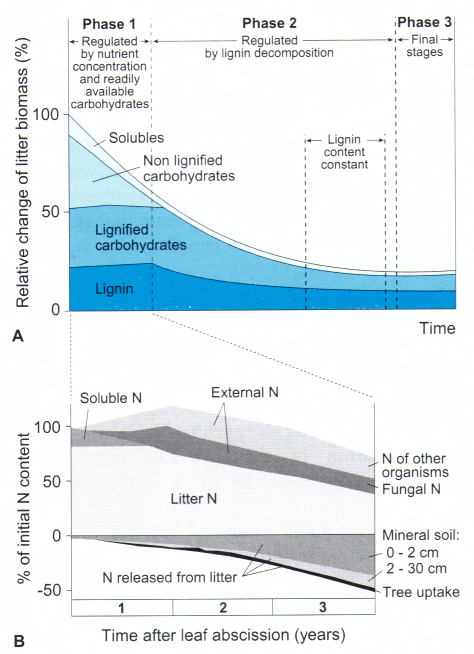 Phase 1
Phase 2
Phase 3
Regulated
by nutrient
concentration
and readily
available
carbohydrates
Regulated
by lignin decomposition
Final
stages
Relative change of litter biomass (%)
100
50
0
Solubles
Non lignified
carbohydrates
Lignin
content
constant
Lignified
carbohydrates
Lignin
Time
A
Soluble N
External N
% of initial N content
100
50
0
-50
Litter N
N of other
organisms
Fungal N
Mineral soil:
0 - 2 cm
2 - 30 cm
N released from litter
Tree uptake
1
2
3
B
Time after leaf abscission (years)